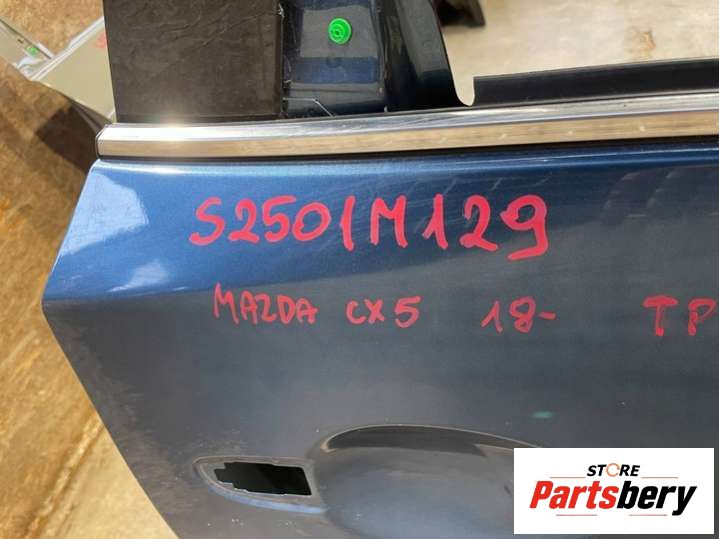 S2501M129
MAZDA CX5 18- TP
STORE
Partsbery